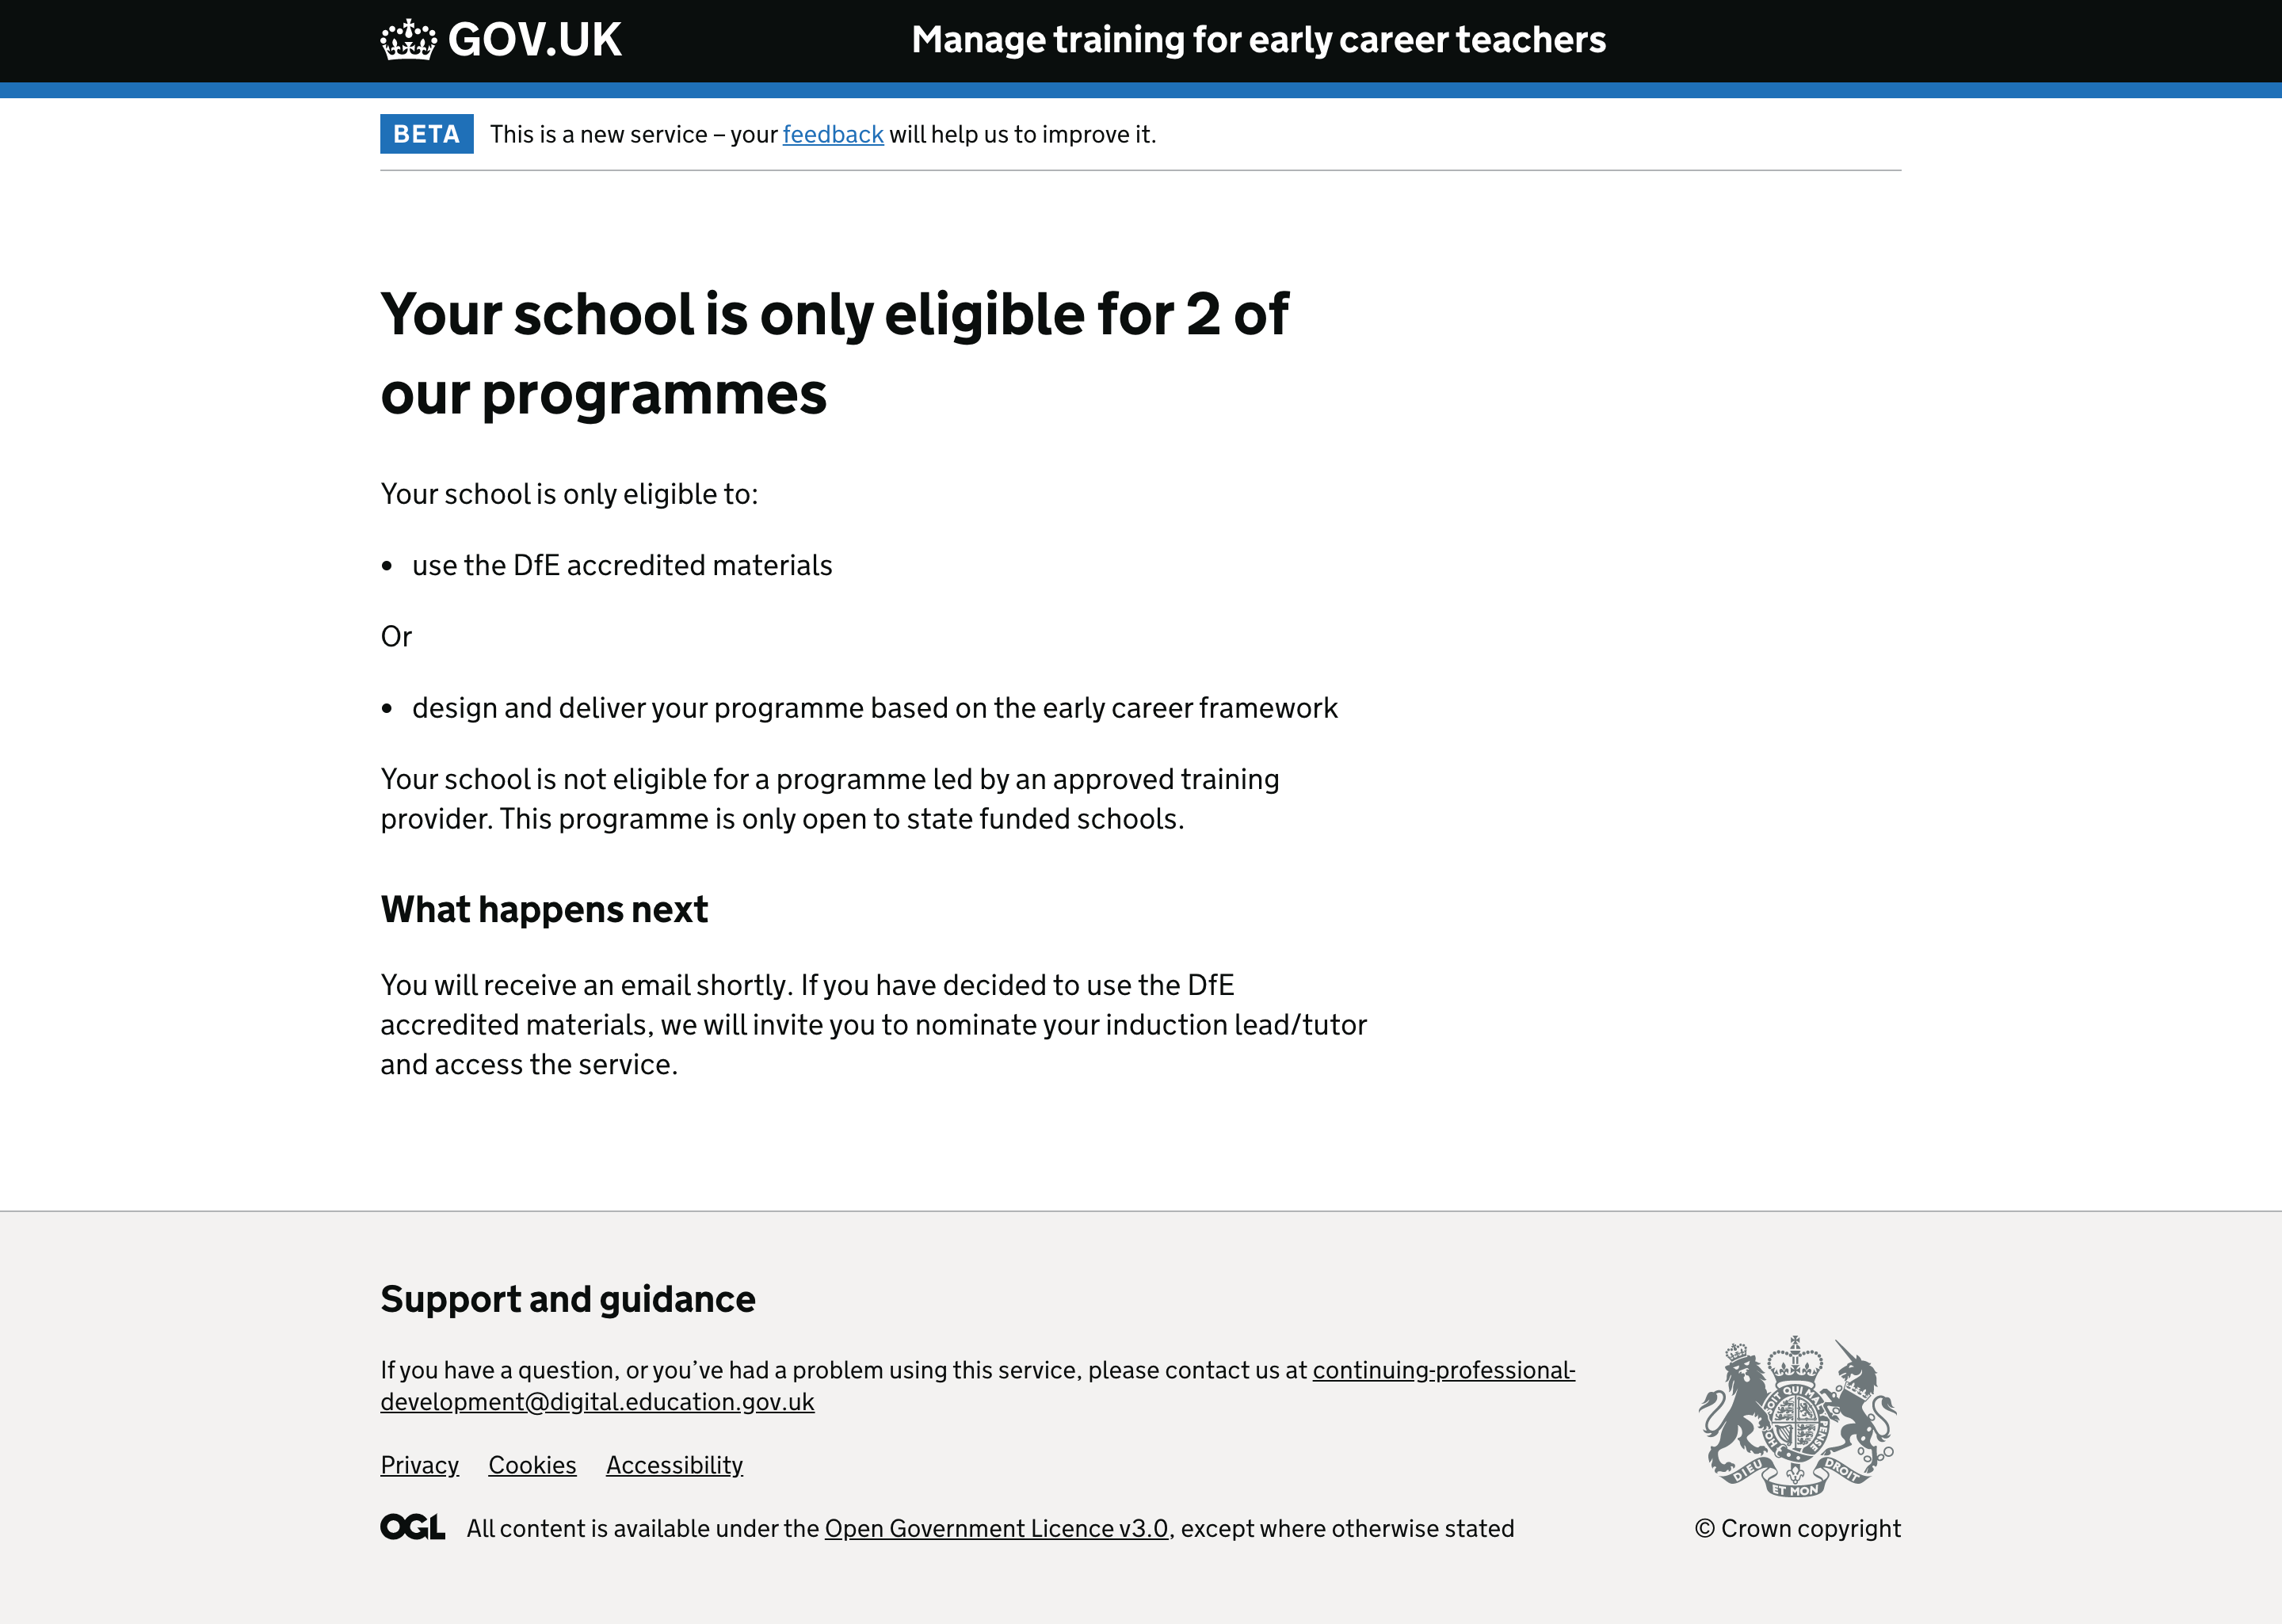 GOV.UK
Manage training for early career teachers
BETA This is a new service – your feedback will help us to improve it.
Your school is only eligible for 2 of
our programmes
Your school is only eligible to:
• use the DfE accredited materials
Or
• design and deliver your programme based on the early career framework
Your school is not eligible for a programme led by an approved training
provider. This programme is only open to state funded schools.
What happens next
You will receive an email shortly. If you have decided to use the DfE
accredited materials, we will invite you to nominate your induction lead/tutor
and access the service.
Support and guidance
If you have a question, or you’ve had a problem using this service, please contact us at continuing-professional-
development@digital.education.gov.uk
Privacy Cookies Accessibility
OGL All content is available under the Open Government Licence v3.0, except where otherwise stated
DIEU ET MON DROIT
© Crown copyright